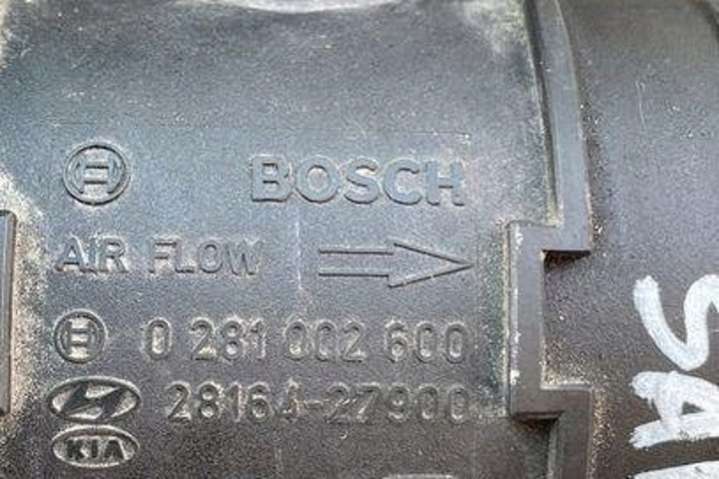 BOSCH
AIR FLOW
0 281 002 600
28164-27900
KIA